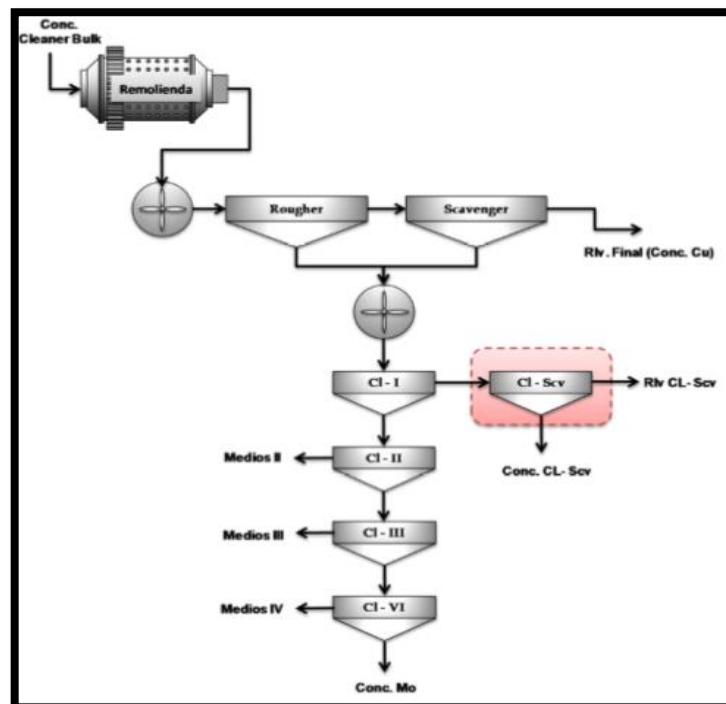 Conc.
Cleaner Bulk
Remolienda
Rougher
Scavenger
Rlv. Final (Conc. Cu)
Cl - I
Cl - Scv
Rlv CL- Scv
Medios II
Cl - II
Conc. CL- Scv
Medios III
Cl - III
Medios IV
Cl - VI
Conc. Mo